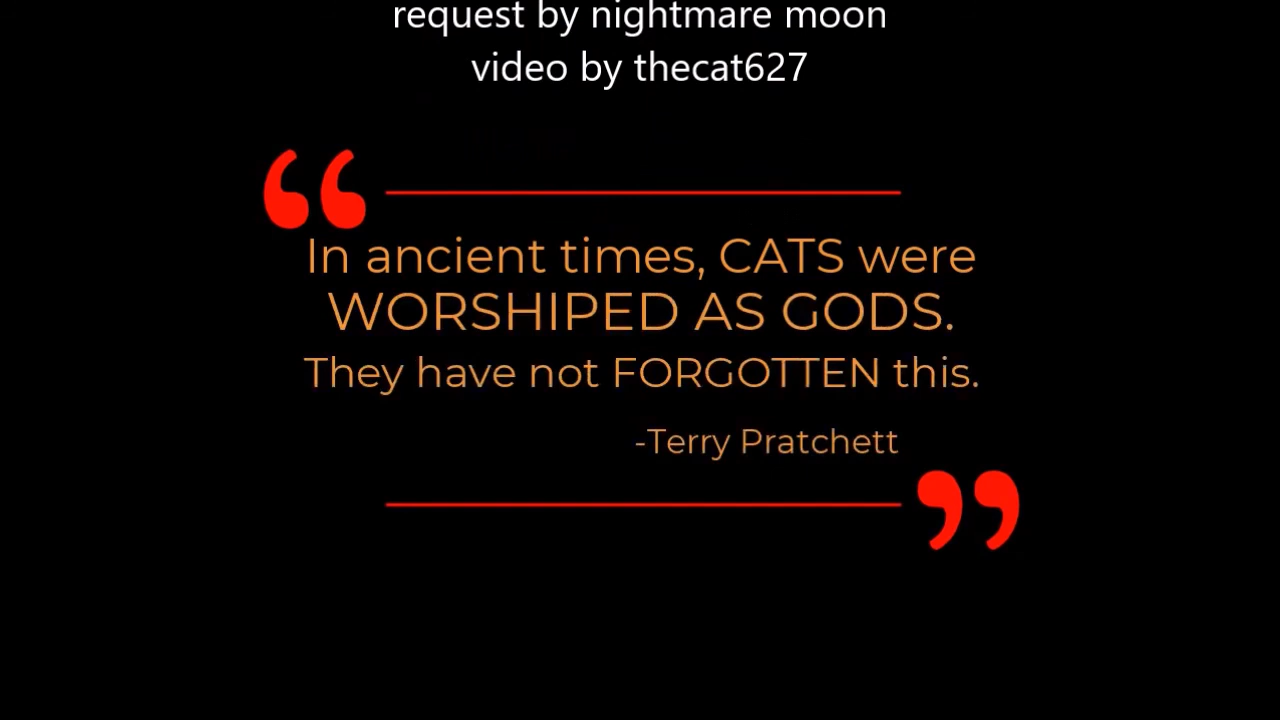 request by nightmare moon
video by thecat627
“
In ancient times, CATS were
WORSHIPED AS GODS.
They have not FORGOTTEN this.
-Terry Pratchett
”